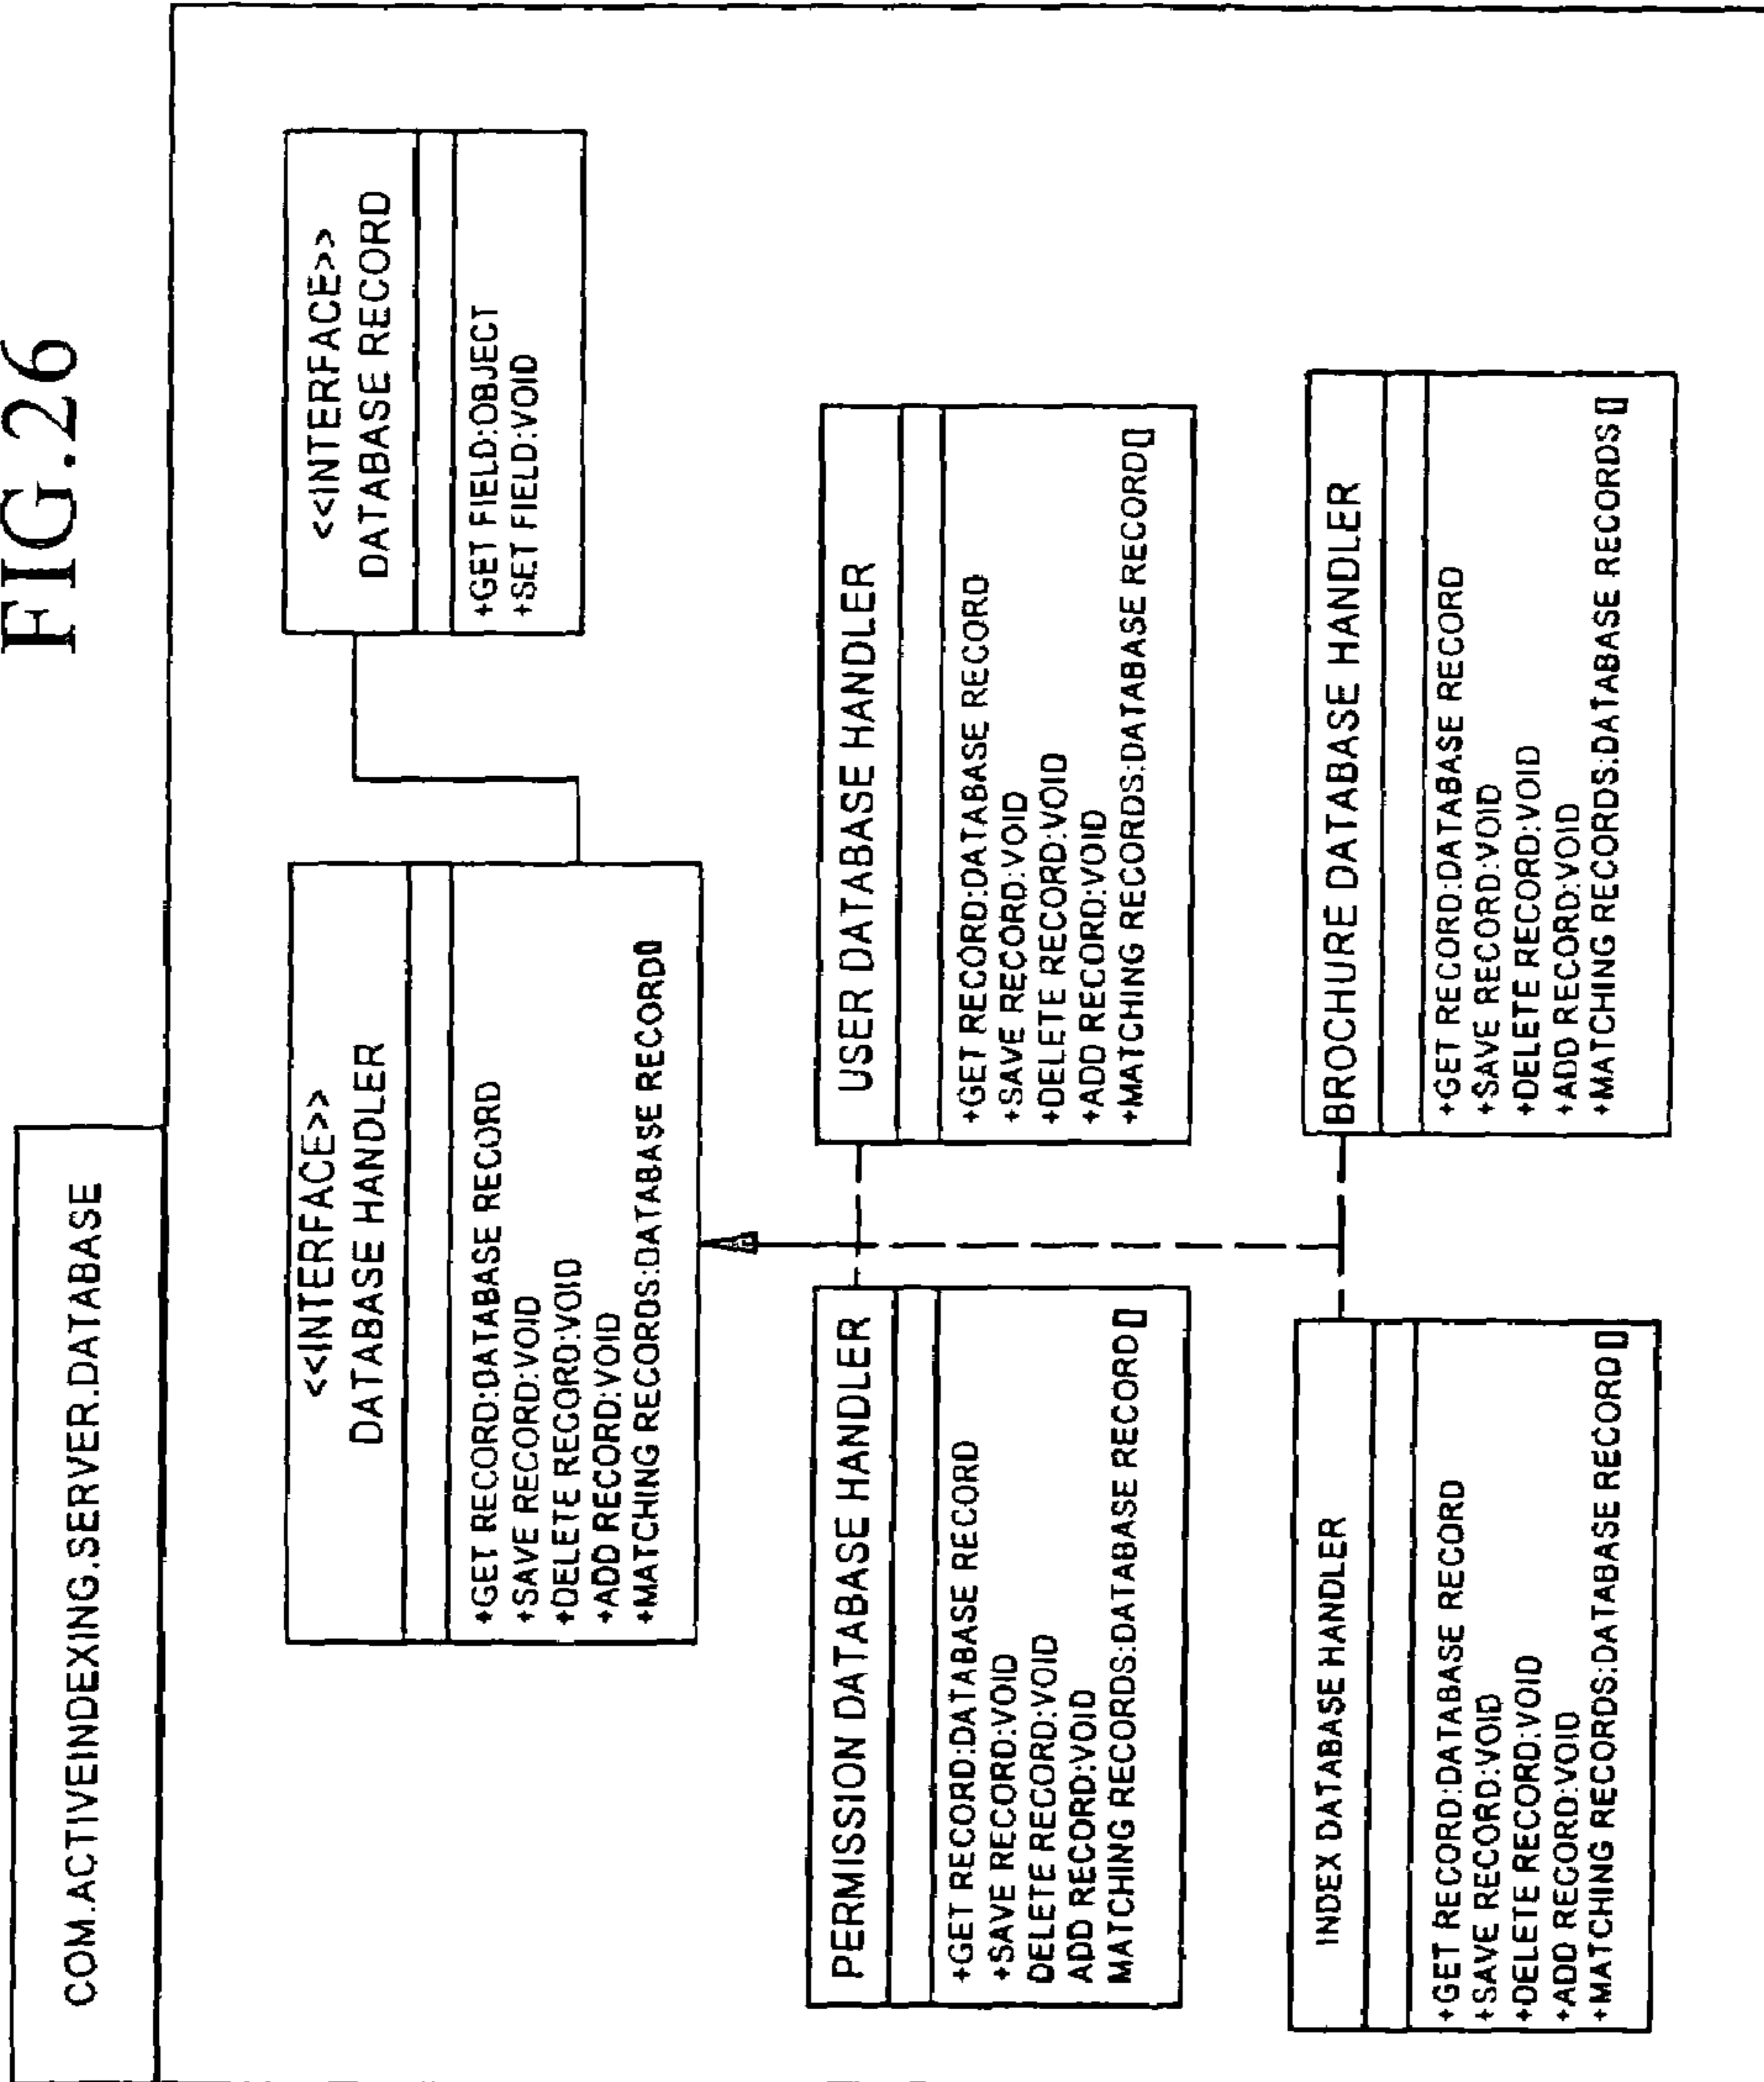 FIG.26
COM.ACTIVEINDEXING.SERVER.DATABASE
<<INTERFACE>>
DATABASE HANDLER
+GET RECORD:DATABASE RECORD
+SAVE RECORD:VOID
+DELETE RECORD:VOID
+ADD RECORD:VOID
+MATCHING RECORDS:DATABASE RECORD[]
<<INTERFACE>>
DATABASE RECORD
+GET FIELD:OBJECT
+SET FIELD:VOID
PERMISSION DATABASE HANDLER
+GET RECORD:DATABASE RECORD
+SAVE RECORD:VOID
DELETE RECORD:VOID
ADD RECORD:VOID
MATCHING RECORDS:DATABASE RECORD[]
USER DATABASE HANDLER
+GET RECORD:DATABASE RECORD
+SAVE RECORD:VOID
+DELETE RECORD:VOID
+ADD RECORD:VOID
+MATCHING RECORDS:DATABASE RECORD[]
INDEX DATABASE HANDLER
+GET RECORD:DATABASE RECORD
+SAVE RECORD:VOID
+DELETE RECORD:VOID
+ADD RECORD:VOID
+MATCHING RECORDS:DATABASE RECORD[]
BROCHURE DATABASE HANDLER
+GET RECORD:DATABASE RECORD
+SAVE RECORD:VOID
+DELETE RECORD:VOID
+ADD RECORD:VOID
+MATCHING RECORDS:DATABASE RECORDS[]